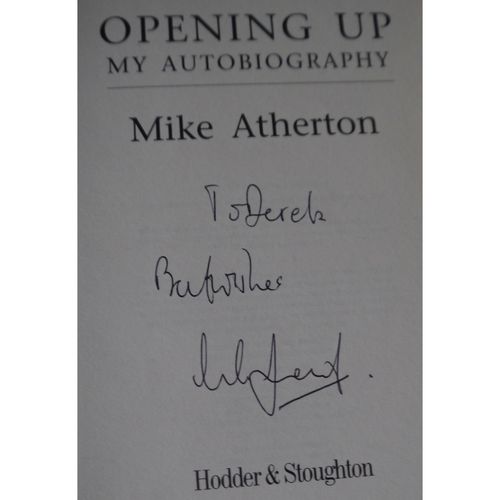 OPENING UP
MY AUTOBIOGRAPHY
Mike Atherton
To Derek
Best wishes
Hodder & Stoughton